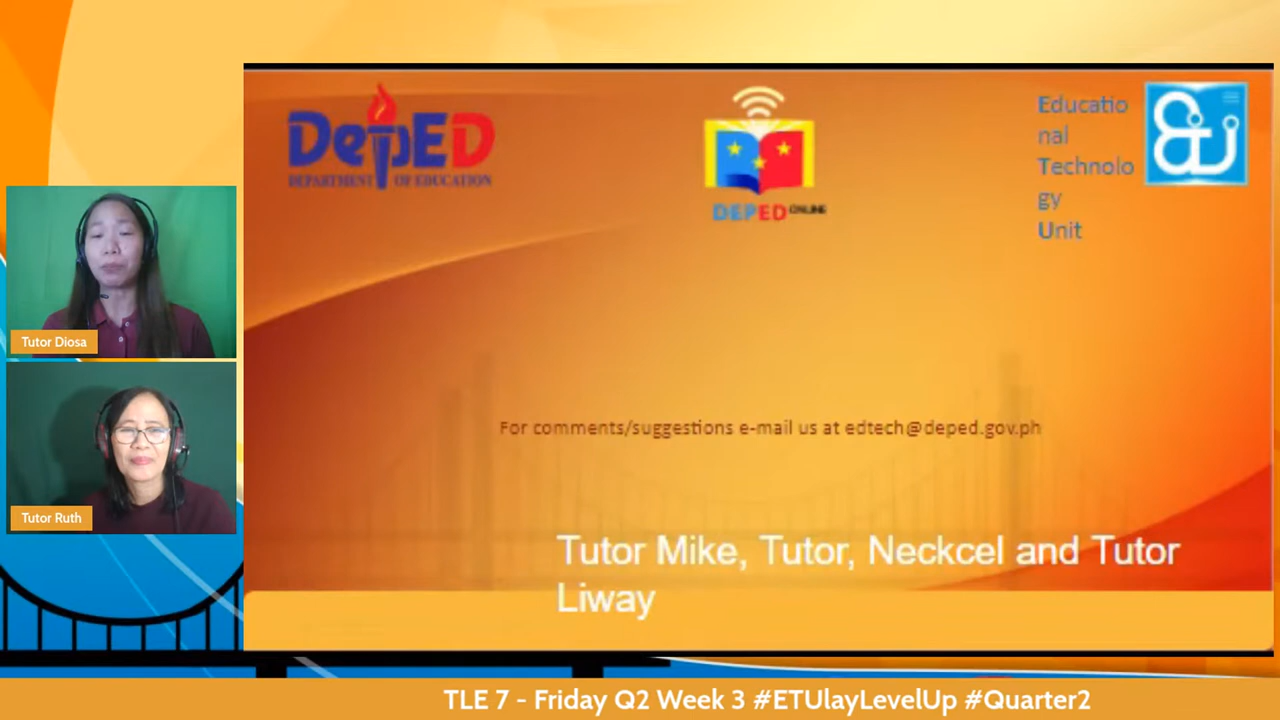 DepED
DEPARTMENT OF EDUCATION
DEPED ONLINE
Educatio
nal
Technolo
gy
Unit
For comments/suggestions e-mail us at edtech@deped.gov.ph
Tutor Mike, Tutor, Neckcel and Tutor
Liway
Tutor Diosa
Tutor Ruth
TLE 7 - Friday Q2 Week 3 #ETUlayLevelUp #Quarter2